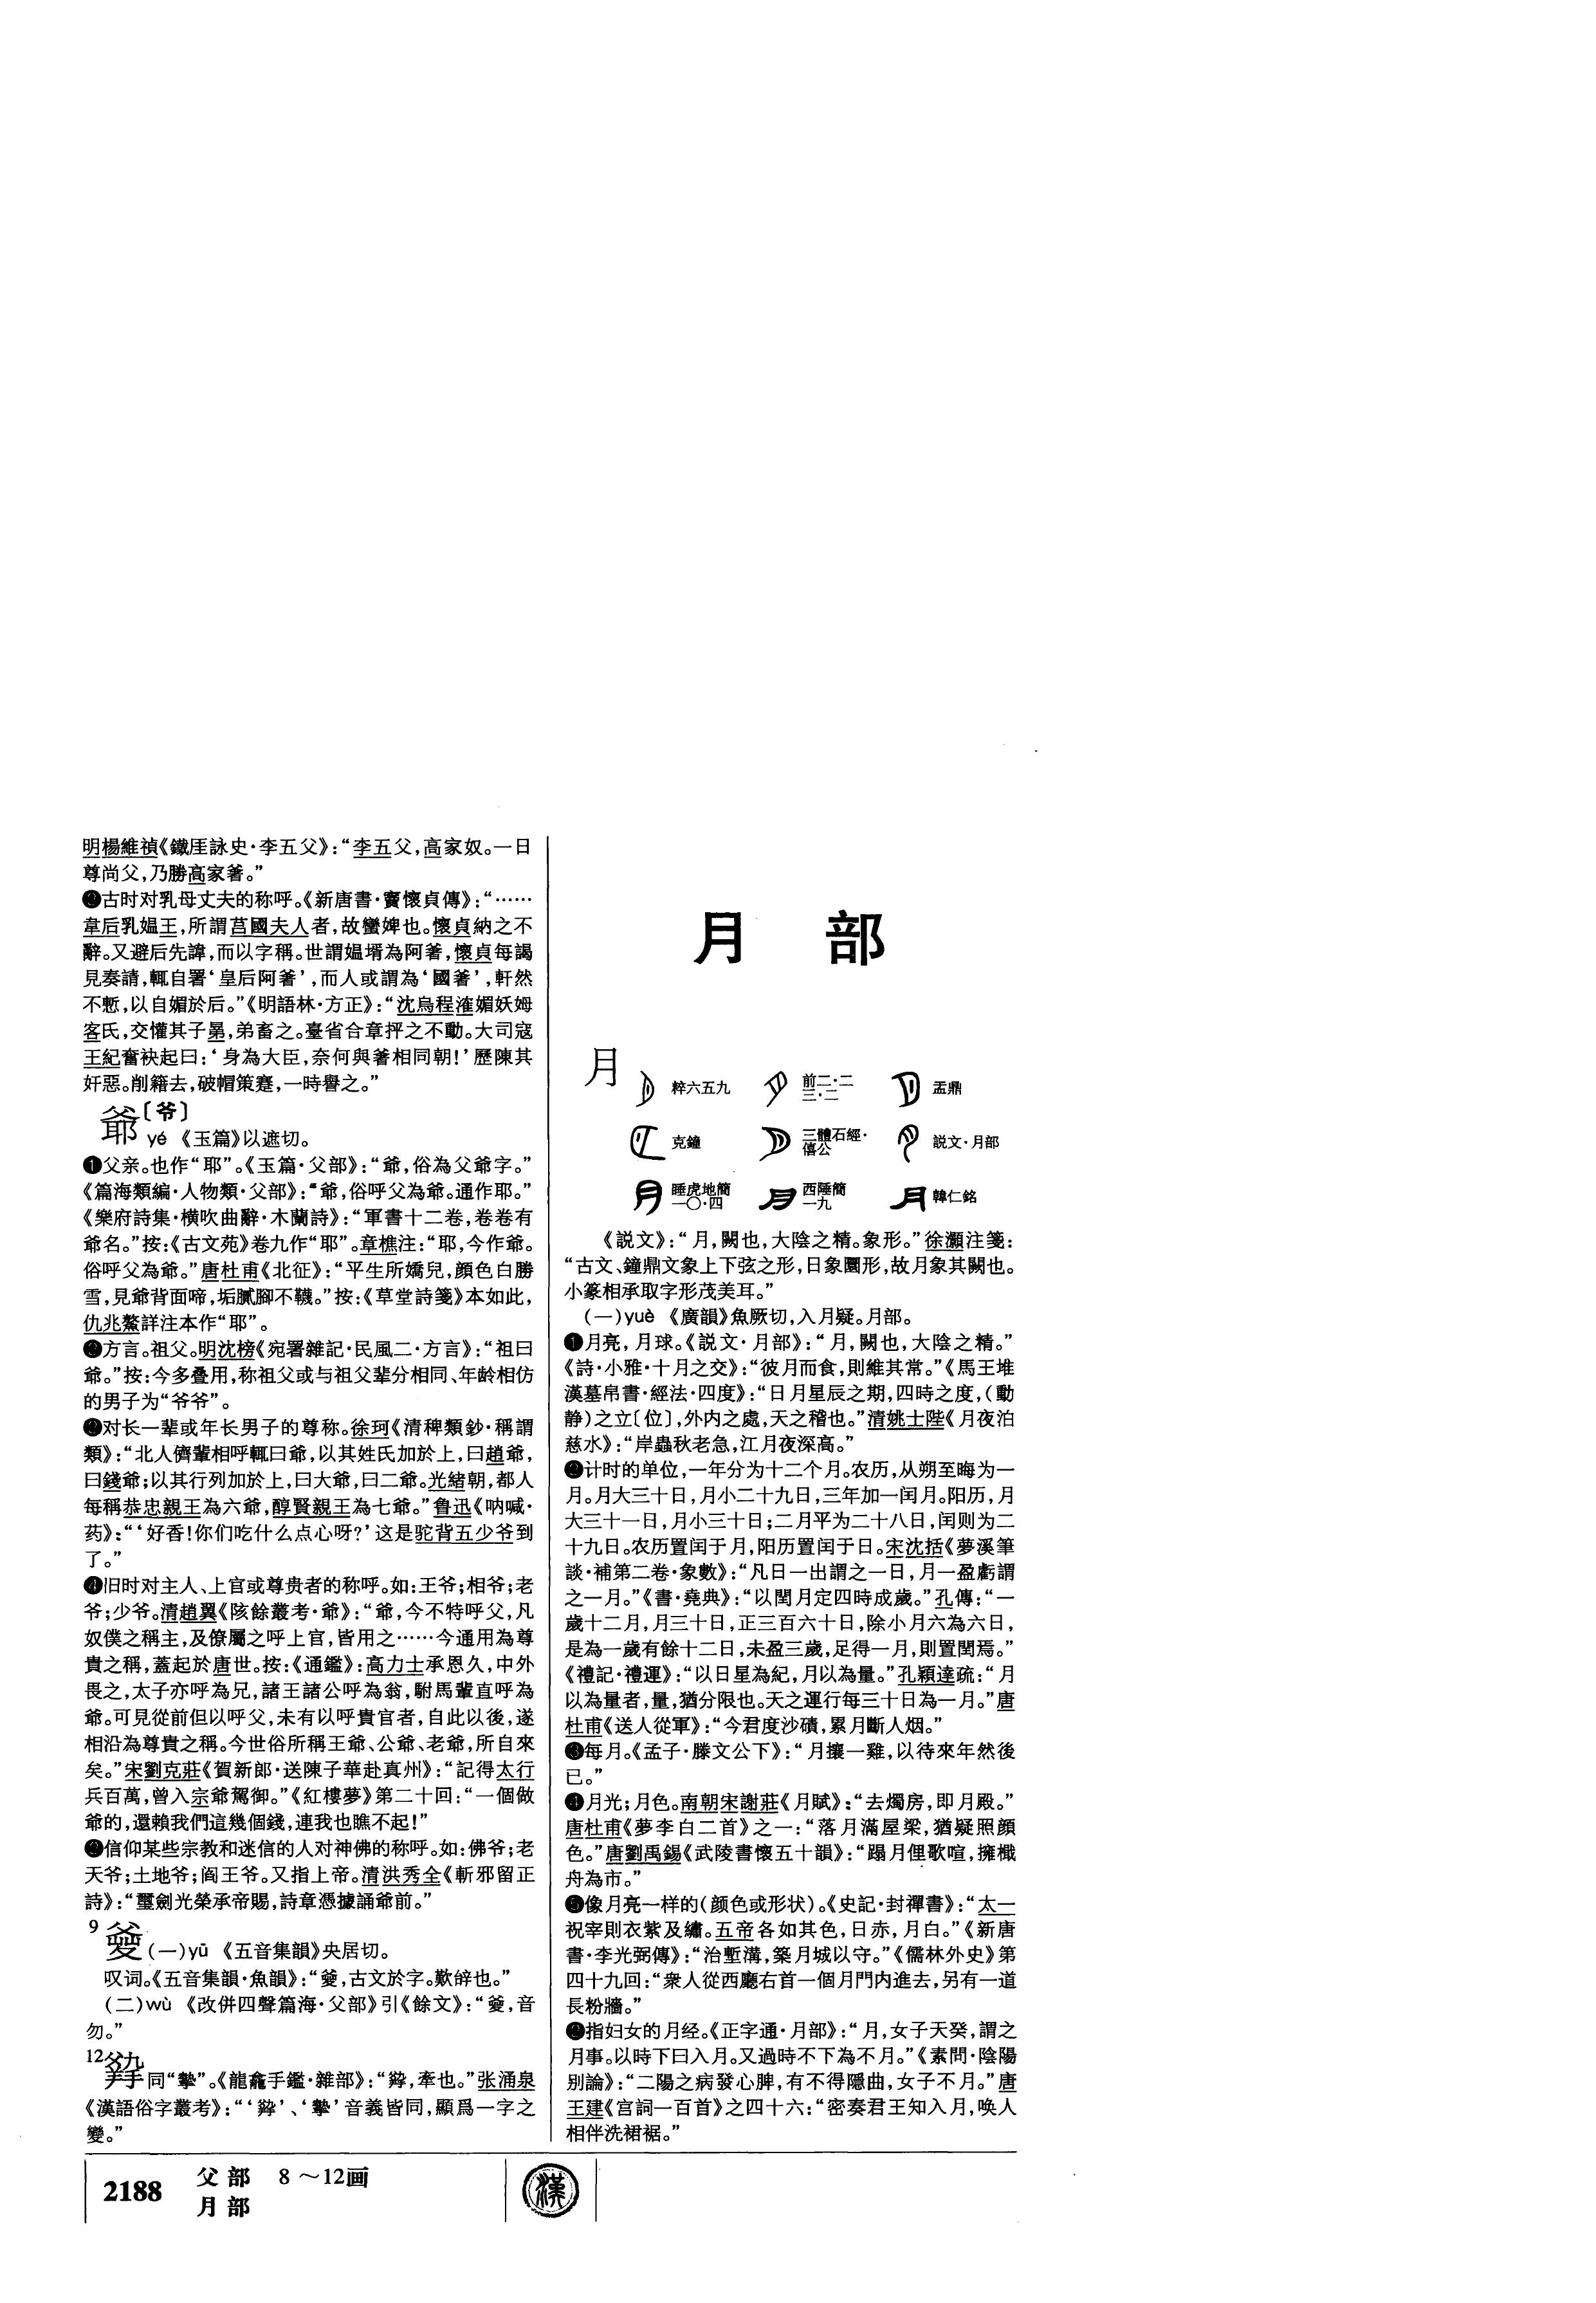 明楊維禎《鐵厓詠史·李五父》：“李五父，高家奴。一日
尊尚父，乃勝高家䈭。”
❷古时对乳母丈夫的称呼。《新唐書·竇懷貞傳》：“……
韋后乳媪王，所謂莒國夫人者，故蠻婢也。懷貞納之不
辭。又避后先諱，而以字稱。世謂媪壻為阿㸙，懷貞每謁
見奏請，輒自署‘皇后阿㸙’，而人或謂為‘國㸙’，軒然
不慙，以自媚於后。”《明語林·方正》：“沈烏程㴶媚妖姆
客氏，交懽其子，弟畜之。臺省合章抨之不動。大司寇
王紀奮袂起曰：‘身為大臣，奈何與㸙相同朝！’歷陳其
奸惡。削籍去，破帽策蹇，一時譽之。”
爺〔爷〕
yé 《玉篇》以遮切。
❶父亲。也作“耶”。《玉篇·父部》：“爺，俗為父爺字。”
《篇海類編·人物類·父部》：“爺，俗呼父為爺。通作耶。”
《樂府詩集·横吹曲辭·木蘭詩》：“軍書十二卷，卷卷有
爺名。”按：《古文苑》卷九作“耶”。章樵注：“耶，今作爺。
俗呼父為爺。”唐杜甫《北征》：“平生所嬌兒，顔色白勝
雪，見爺背面啼，垢膩腳不韈。”按：《草堂詩箋》本如此，
仇兆鰲詳注本作“耶”。
❷方言。祖父。明沈榜《宛署雜記·民風二·方言》：“祖曰
爺。”按：今多叠用，称祖父或与祖父辈分相同、年龄相仿
的男子为“爷爷”。
❸对长一辈或年长男子的尊称。徐珂《清稗類鈔·稱謂
類》：“北人儕輩相呼輒曰爺，以其姓氏加於上，曰趙爺，
曰錢爺；以其行列加於上，曰大爺，曰二爺。光緒朝，都人
每稱恭忠親王為六爺，醇賢親王為七爺。”鲁迅《呐喊·
药》：“‘好香！你们吃什么点心呀？’这是驼背五少爷到
了。”
❹旧时对主人、上官或尊贵者的称呼。如：王爷；相爷；老
爷；少爷。清趙翼《陔餘叢考·爺》：“爺，今不特呼父，凡
奴僕之稱主，及僚屬之呼上官，皆用之……今通用為尊
貴之稱，蓋起於唐世。按：《通鑑》：高力士承恩久，中外
畏之，太子亦呼為兄，諸王諸公呼為翁，駙馬輩直呼為
爺。可見從前但以呼父，未有以呼貴官者，自此以後，遂
相沿為尊貴之稱。今世俗所稱王爺、公爺、老爺，所自來
矣。”宋劉克莊《賀新郎·送陳子華赴真州》：“記得太行
兵百萬，曾入宗爺駕御。”《紅樓夢》第二十回：“一個做
爺的，還賴我們這幾個錢，連我也瞧不起！”
❺信仰某些宗教和迷信的人对神佛的称呼。如：佛爷；老
天爷；土地爷；阎王爷。又指上帝。清洪秀全《斬邪留正
詩》：“璽劍光榮承帝賜，詩章憑據誦爺前。”
9
(一)yū 《五音集韻》央居切。
叹词。《五音集韻·魚韻》：“，古文於字。歎辝也。”
(二)wù 《改併四聲篇海·父部》引《餘文》：“，音
勿。”
12
同“摯”。《龍龕手鑑·雜部》：“，牽也。”张涌泉
《漢語俗字叢考》：“‘’、‘’音義皆同，顯爲一字之
變。”
月 部
月
粹六五九
前二·二三·二
盂鼎
克鐘
三體石經·僖公
説文·月部
睡虎地簡一〇·四
西陲簡一九
韓仁銘
《説文》：“月，闕也，大陰之精。象形。”徐灝注箋：
“古文、鐘鼎文象上下弦之形，日象圜形，故月象其闕也。
小篆相承取字形茂美耳。”
(一)yuè 《廣韻》魚厥切，入月疑。月部。
❶月亮，月球。《説文·月部》：“月，闕也，大陰之精。”
《詩·小雅·十月之交》：“彼月而食，則維其常。”《馬王堆
漢墓帛書·經法·四度》：“日月星辰之期，四時之度，(動
静)之立〔位〕，外内之處，天之稽也。”清姚士陛《月夜泊
慈水》：“岸蟲秋老急，江月夜深高。”
❷计时的单位，一年分为十二个月。农历，从朔至晦为一
月。月大三十日，月小二十九日，三年加一闰月。阳历，月
大三十一日，月小三十日；二月平为二十八日，闰则为二
十九日。农历置闰于月，阳历置闰于日。宋沈括《夢溪筆
談·補第二卷·象數》：“凡日一出謂之一日，月一盈虧謂
之一月。”《書·堯典》：“以閏月定四時成歲。”孔傳：“一
歲十二月，月三十日，正三百六十日，除小月六為六日，
是為一歲有餘十二日，未盈三歲，足得一月，則置閏焉。”
《禮記·禮運》：“以日星為紀，月以為量。”孔穎達疏：“月
以為量者，量，猶分限也。天之運行每三十日為一月。”唐
杜甫《送人從軍》：“今君度沙磧，累月斷人烟。”
❸每月。《孟子·滕文公下》：“月攘一雞，以待來年然後
已。”
❹月光；月色。南朝宋謝莊《月賦》：“去燭房，即月殿。”
唐杜甫《夢李白二首》之一：“落月滿屋梁，猶疑照顔
色。”唐劉禹錫《武陵書懷五十韻》：“蹋月俚歌喧，擁檝
舟為市。”
❺像月亮一样的(颜色或形状)。《史記·封禪書》：“太一
祝宰則衣紫及繡。五帝各如其色，日赤，月白。”《新唐
書·李光弼傳》：“治塹溝，築月城以守。”《儒林外史》第
四十九回：“衆人從西廳右首一個月門内進去，另有一道
長粉牆。”
❻指妇女的月经。《正字通·月部》：“月，女子天癸，謂之
月事。以時下曰入月。又過時不下為不月。”《素問·陰陽
别論》：“二陽之病發心脾，有不得隱曲，女子不月。”唐
王建《宫詞一百首》之四十六：“密奏君王知入月，唤人
相伴洗裙裾。”
2188 父部 8～12画
月部
漢